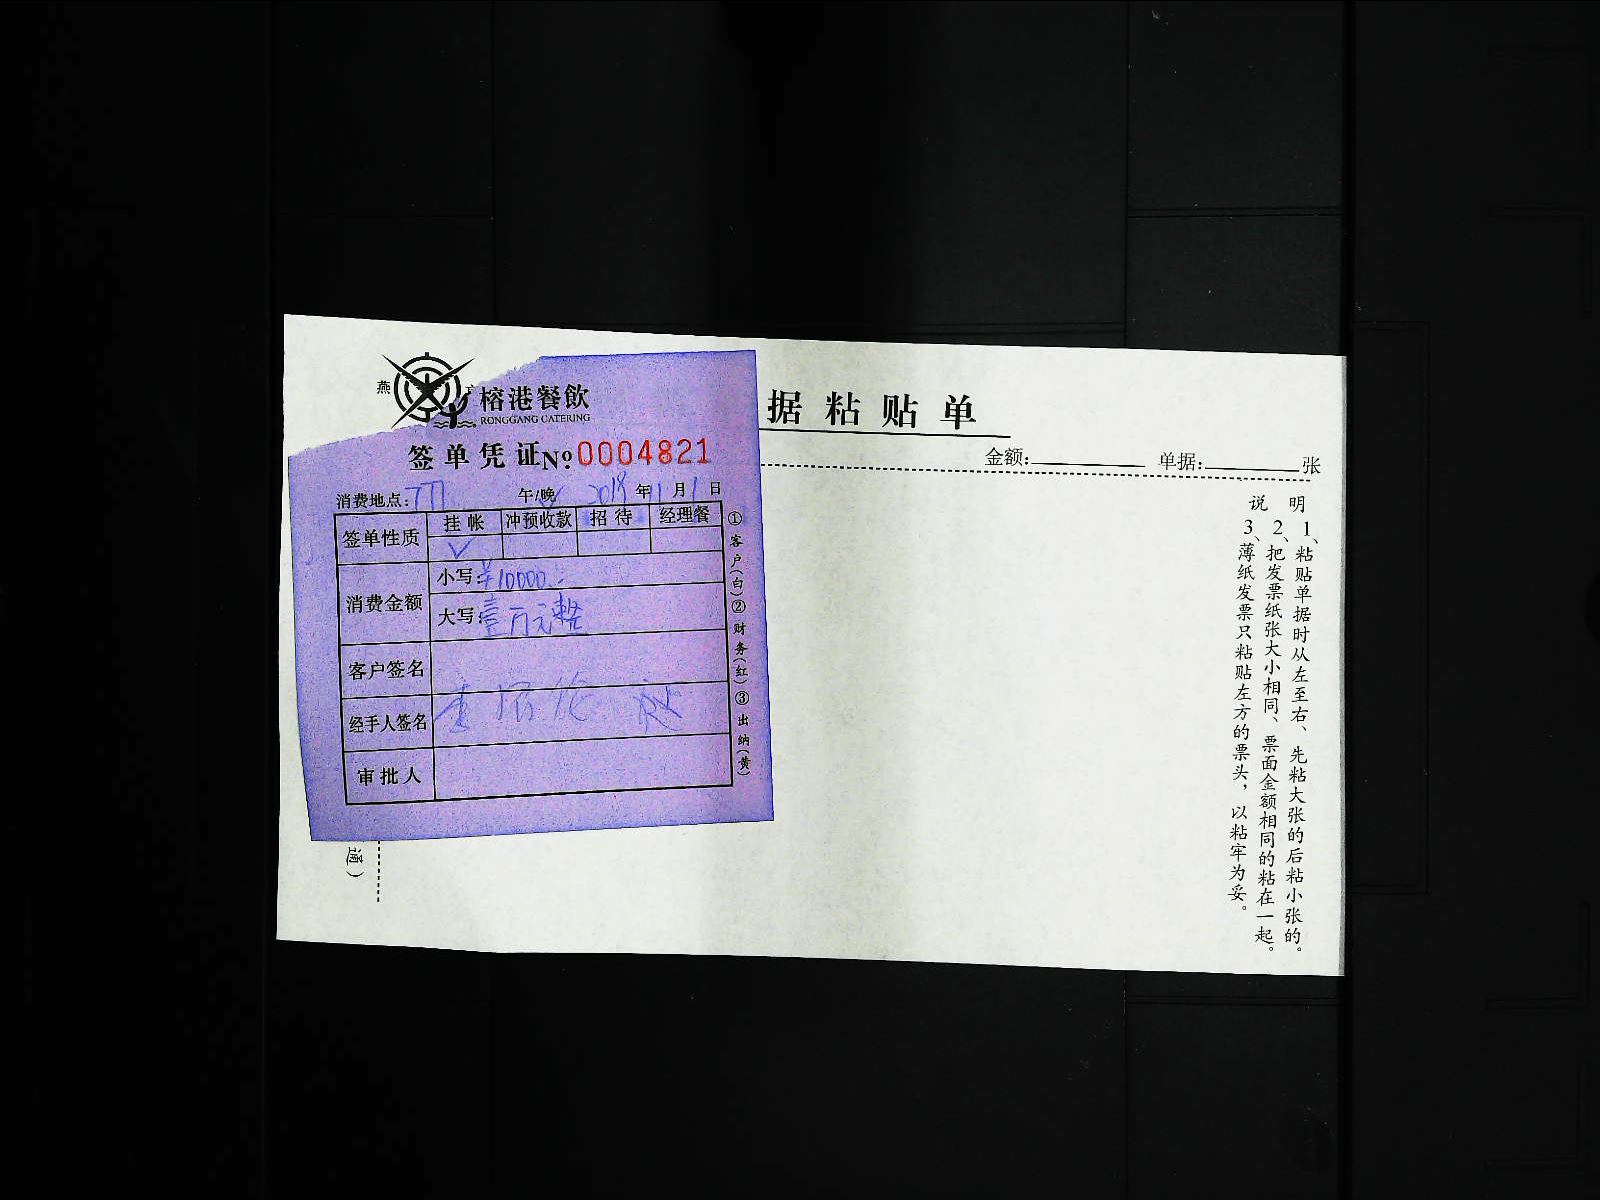 燕
榕港餐飲
RONGGANG CATERING
签单凭证 No:0004821
消费地点:777 午/晚 2018年11月1日
签单性质 挂帐 冲预收款 招待 经理餐
✓
消费金额 小写:¥10000.
大写:壹万元整
客户签名
经手人签名
审批人
①客户(白)②财务(红)③出纳(黄)
据粘贴单
金额: 单据: 张
说明
1、粘贴单据时从左至右、先粘大张的后粘小张的。
2、把发票纸张大小相同、票面金额相同的粘在一起。
3、薄纸发票只粘贴左方的票头，以粘牢为妥。
通)